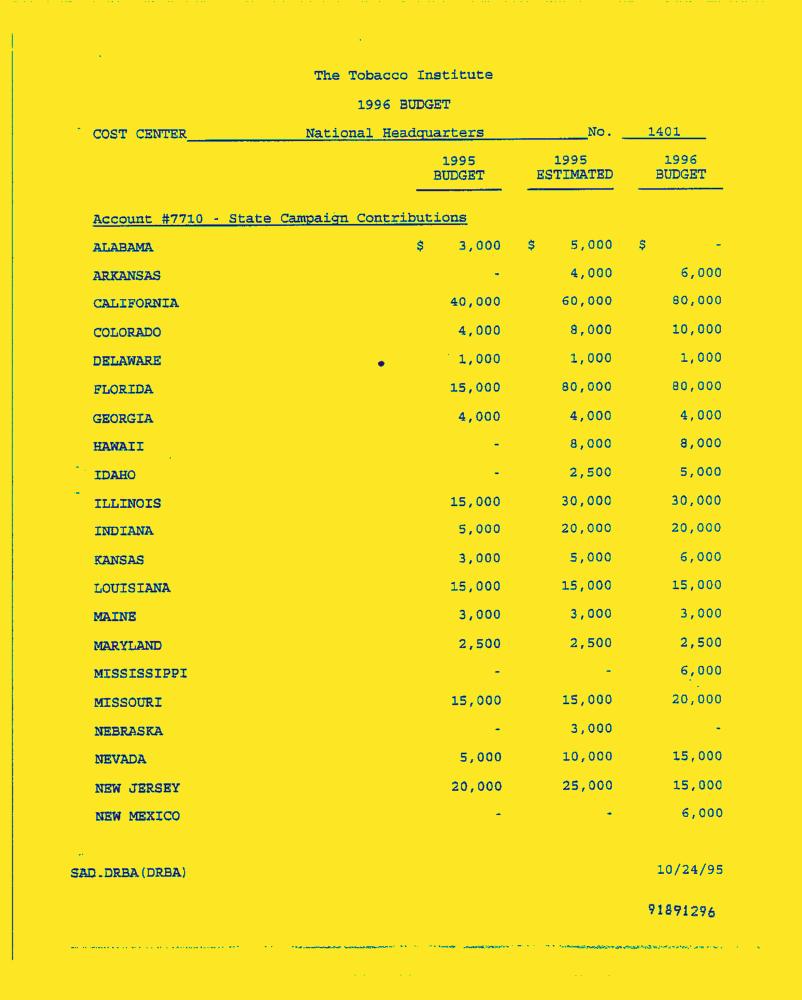 The Tobacco Institute
1996 BUDGET
COST CENTER National Headquarters No. 1401
1995 1995 1996
BUDGET ESTIMATED BUDGET
Account #7710 - State Campaign Contributions
ALABAMA $ 3,000 $ 5,000 $ -
ARKANSAS - 4,000 6,000
CALIFORNIA 40,000 60,000 80,000
COLORADO 4,000 8,000 10,000
DELAWARE 1,000 1,000 1,000
FLORIDA 15,000 80,000 80,000
GEORGIA 4,000 4,000 4,000
HAWAII - 8,000 8,000
IDAHO - 2,500 5,000
ILLINOIS 15,000 30,000 30,000
INDIANA 5,000 20,000 20,000
KANSAS 3,000 5,000 6,000
LOUISIANA 15,000 15,000 15,000
MAINE 3,000 3,000 3,000
MARYLAND 2,500 2,500 2,500
MISSISSIPPI - - 6,000
MISSOURI 15,000 15,000 20,000
NEBRASKA - 3,000 -
NEVADA 5,000 10,000 15,000
NEW JERSEY 20,000 25,000 15,000
NEW MEXICO - - 6,000
SAD.DRBA(DRBA) 10/24/95
91891296